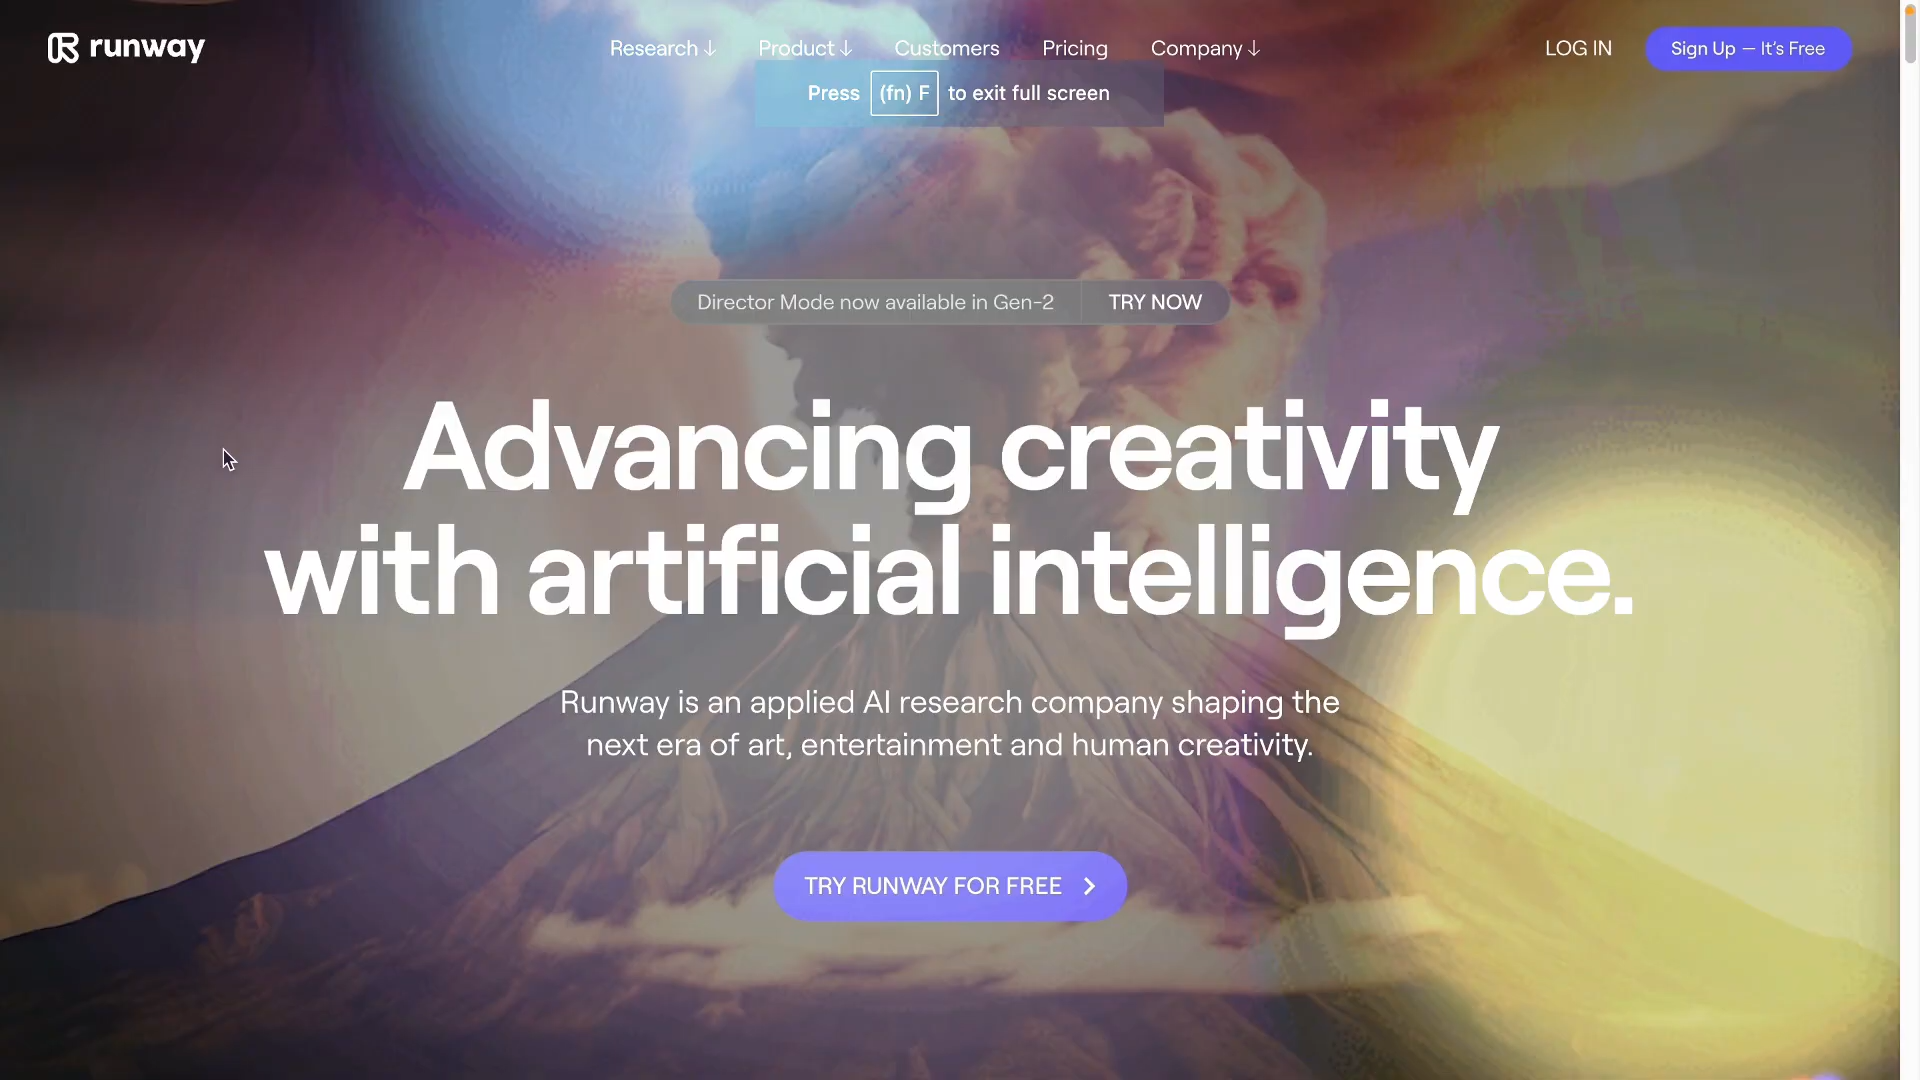 runway
Research ↓ Product ↓ Customers Pricing Company ↓
LOG IN
Sign Up — It's Free
Press (fn) F to exit full screen
Director Mode now available in Gen-2 TRY NOW
Advancing creativity
with artificial intelligence.
Runway is an applied AI research company shaping the
next era of art, entertainment and human creativity.
TRY RUNWAY FOR FREE >